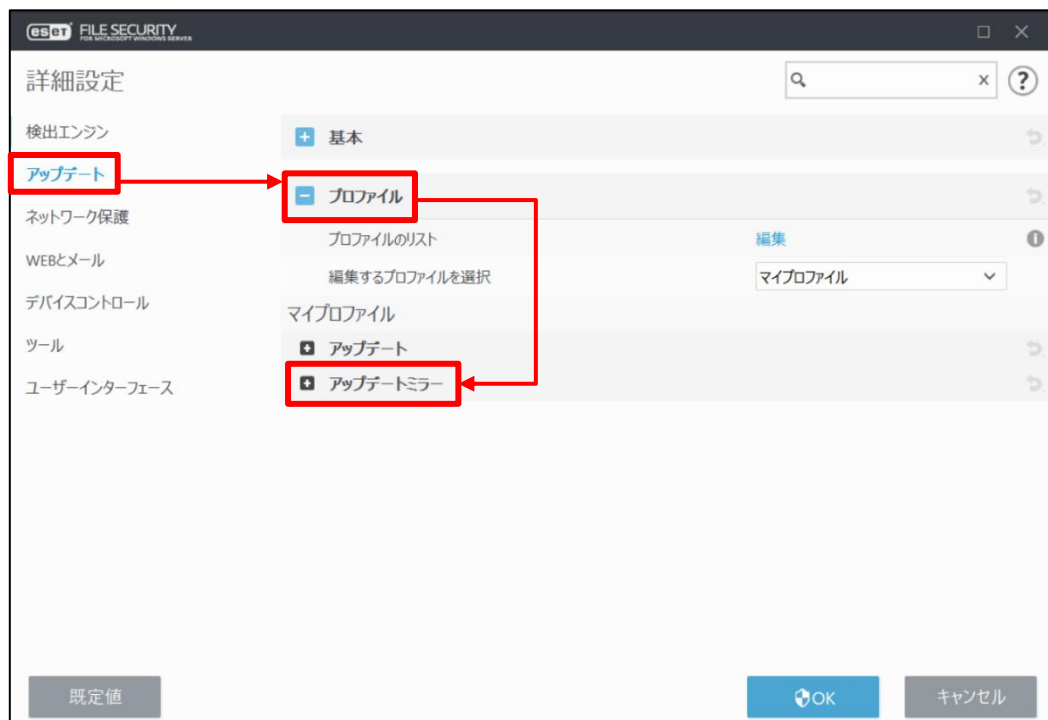 eset FILE SECURITY
FOR MICROSOFT WINDOWS SERVER
詳細設定
検出エンジン
アップデート
ネットワーク保護
WEBとメール
デバイスコントロール
ツール
ユーザーインターフェース
基本
プロファイル
プロファイルのリスト 編集
編集するプロファイルを選択 マイプロファイル
マイプロファイル
アップデート
アップデートミラー
既定値 OK キャンセル